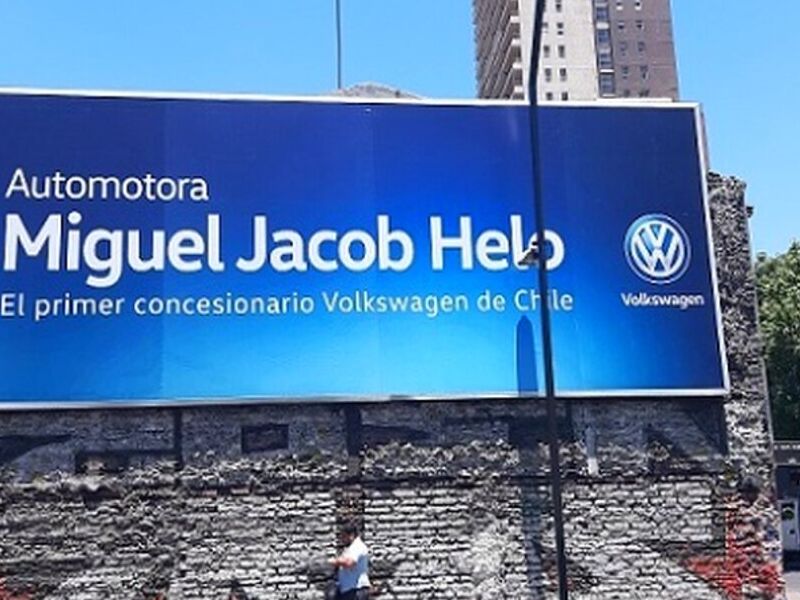 Automotora
Miguel Jacob Helo
El primer concesionario Volkswagen de Chile
Volkswagen